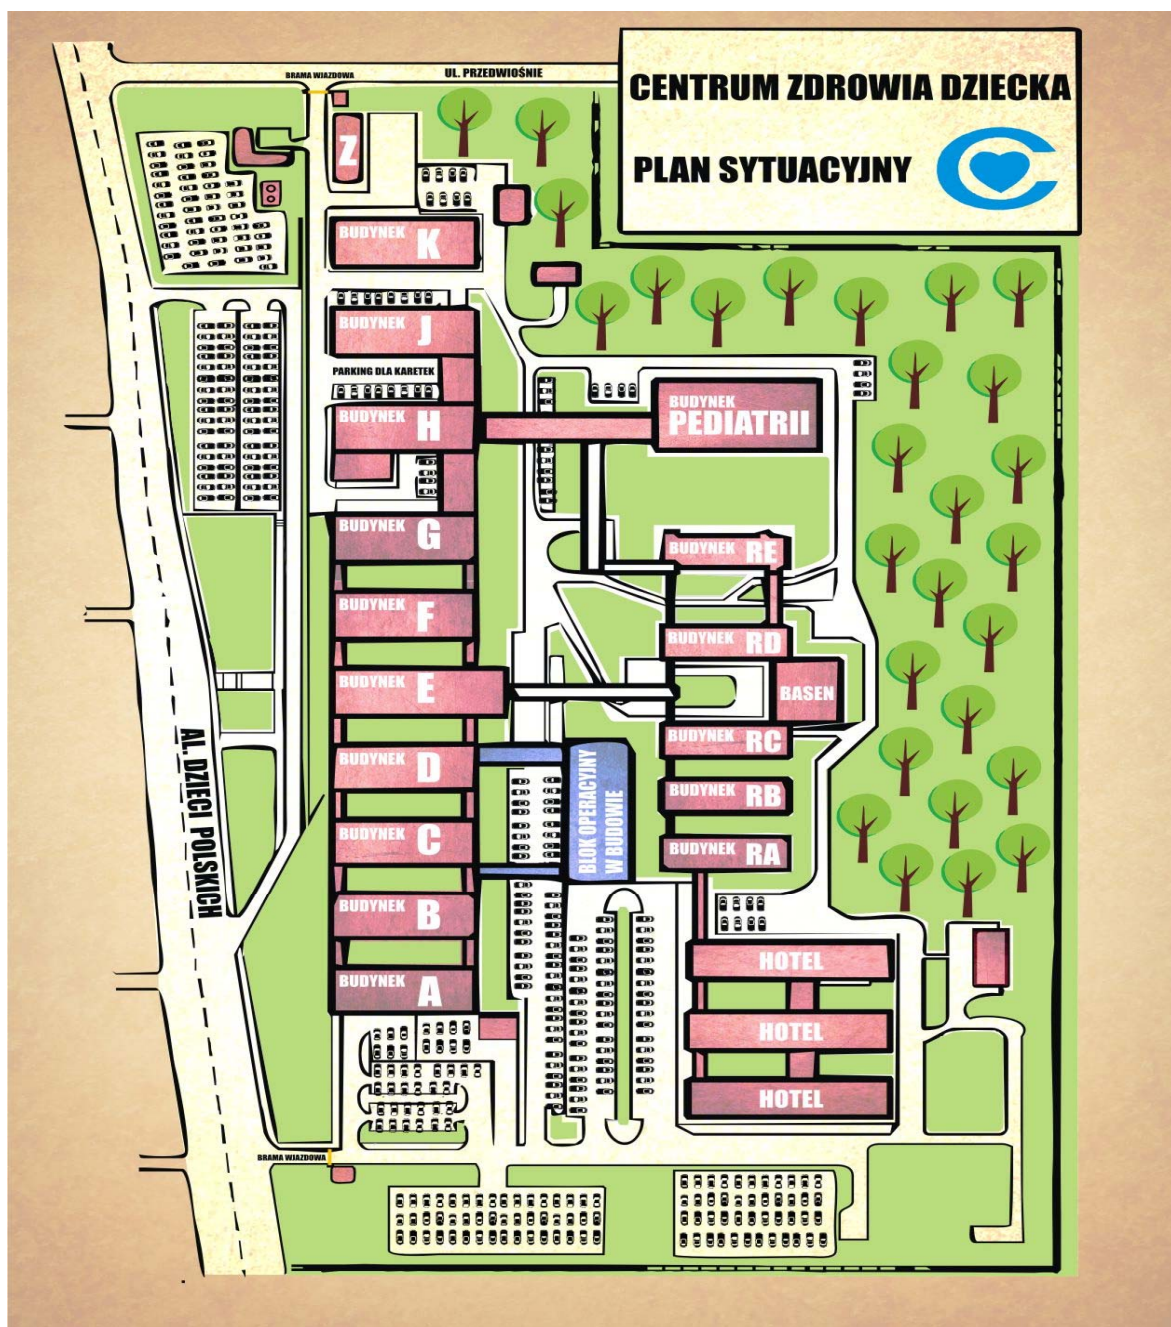 BRAMA WJAZDOWA
UL. PRZEDWIOŚNIE
CENTRUM ZDROWIA DZIECKA
PLAN SYTUACYJNY
Z
BUDYNEK K
BUDYNEK J
PARKING DLA KARETEK
BUDYNEK H
BUDYNEK
PEDIATRII
BUDYNEK G
BUDYNEK RE
BUDYNEK F
BUDYNEK RD
BUDYNEK E
BASEN
AL. DZIECI POLSKICH
BUDYNEK D
BUDYNEK RC
BLOK OPERACYJNY
W BUDOWIE
BUDYNEK RB
BUDYNEK C
BUDYNEK RA
BUDYNEK B
HOTEL
BUDYNEK A
HOTEL
HOTEL
BRAMA WJAZDOWA